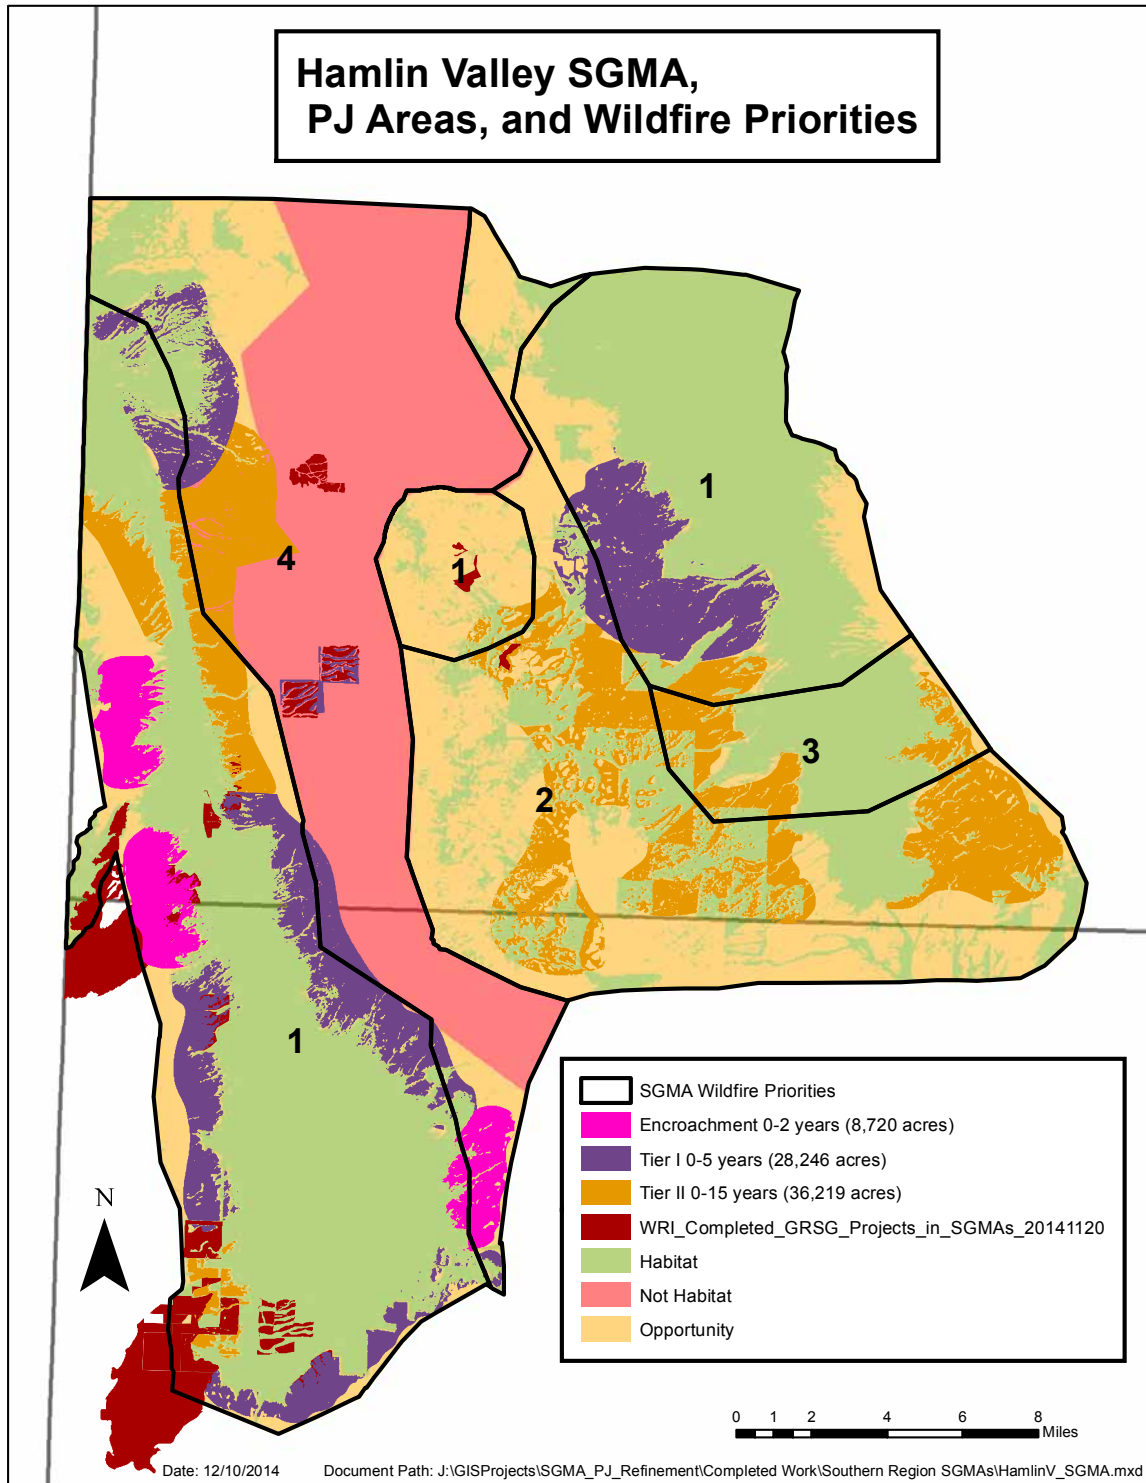 Hamlin Valley SGMA,
PJ Areas, and Wildfire Priorities
1
4
1
3
2
1
SGMA Wildfire Priorities
Encroachment 0-2 years (8,720 acres)
Tier I 0-5 years (28,246 acres)
Tier II 0-15 years (36,219 acres)
WRI_Completed_GRSG_Projects_in_SGMAs_20141120
Habitat
Not Habitat
Opportunity
N
0 1 2 4 6 8
Miles
Date: 12/10/2014
Document Path: J:\GISProjects\SGMA_PJ_Refinement\Completed Work\Southern Region SGMAs\HamlinV_SGMA.mxd